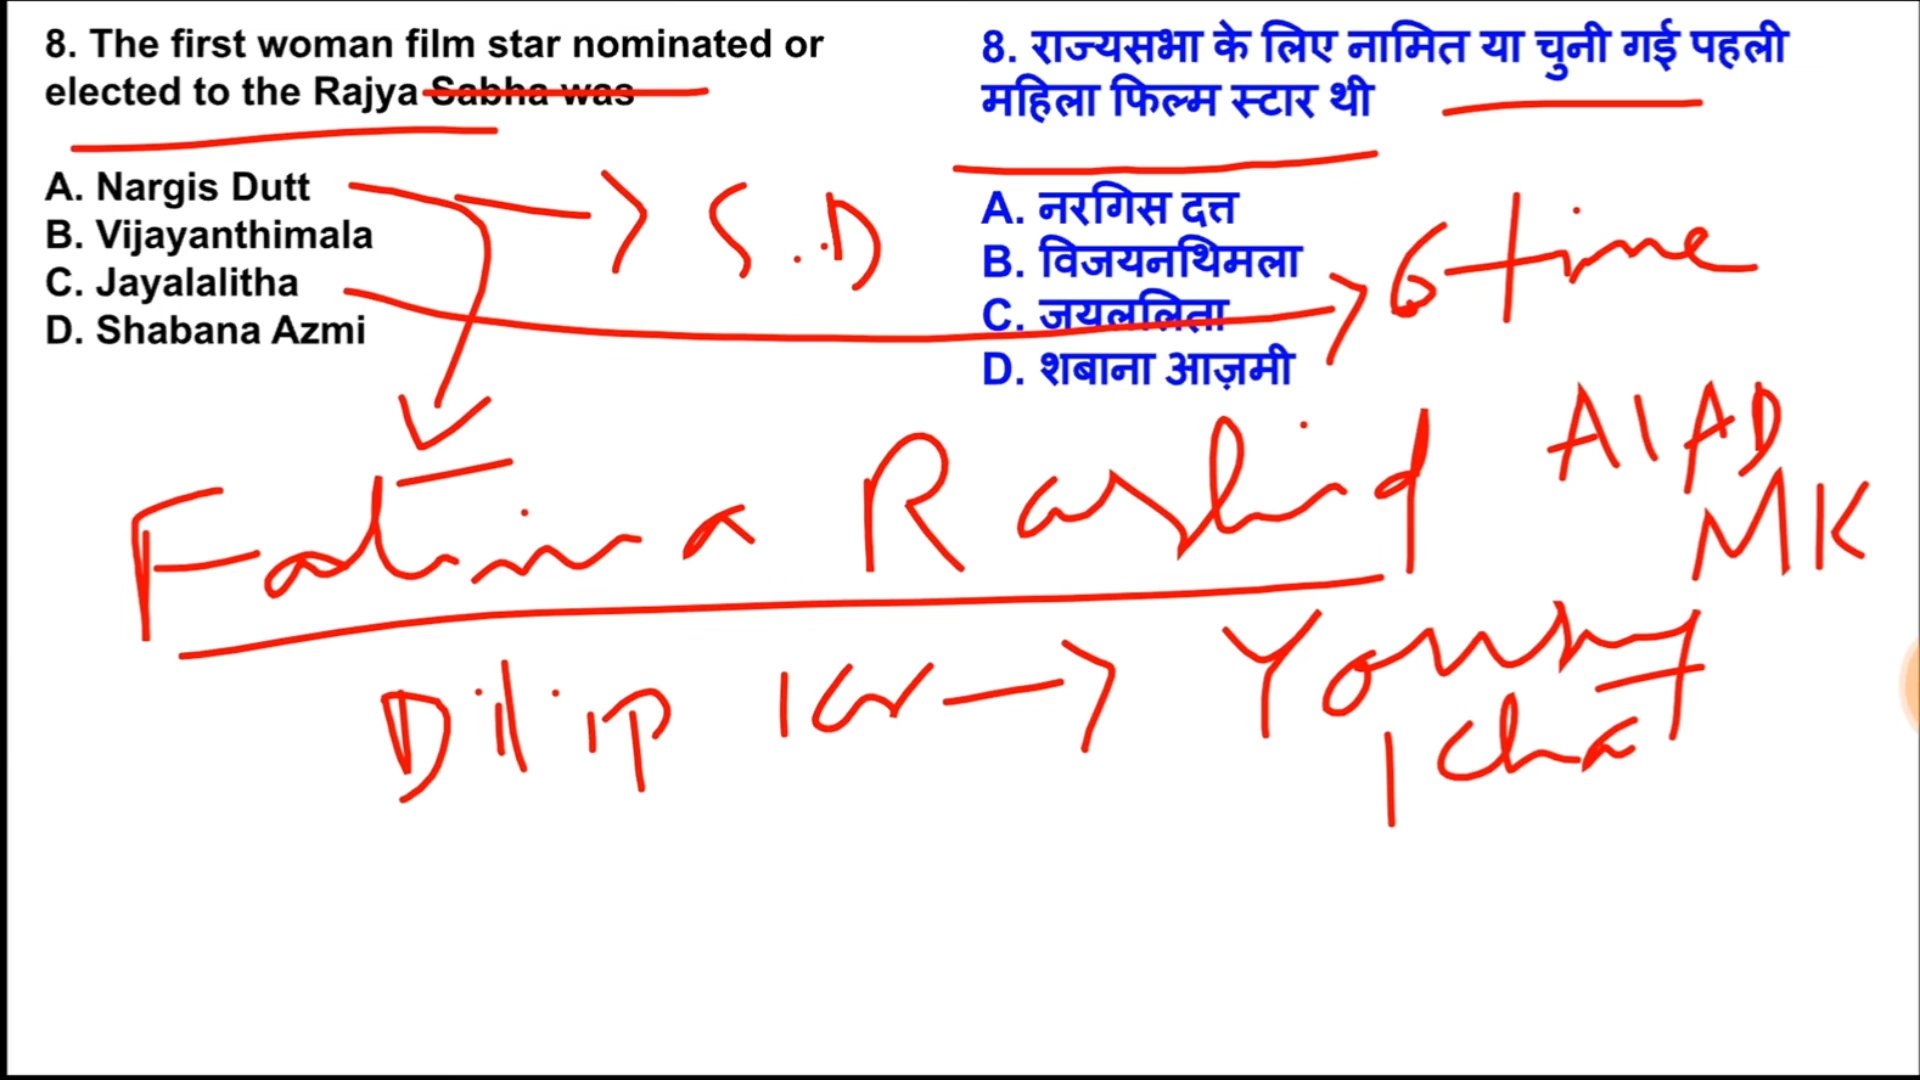 8. The first woman film star nominated or
elected to the Rajya Sabha was
A. Nargis Dutt
B. Vijayanthimala
C. Jayalalitha
D. Shabana Azmi
8. राज्यसभा के लिए नामित या चुनी गई पहली
महिला फिल्म स्टार थी
A. नरगिस दत्त
B. विजयनथिमला
C. जयललिता
D. शबाना आज़मी
S.D
6 time
AIAD
MK
Fatima Rashid
Dilip Kr
Yousuf
Kha